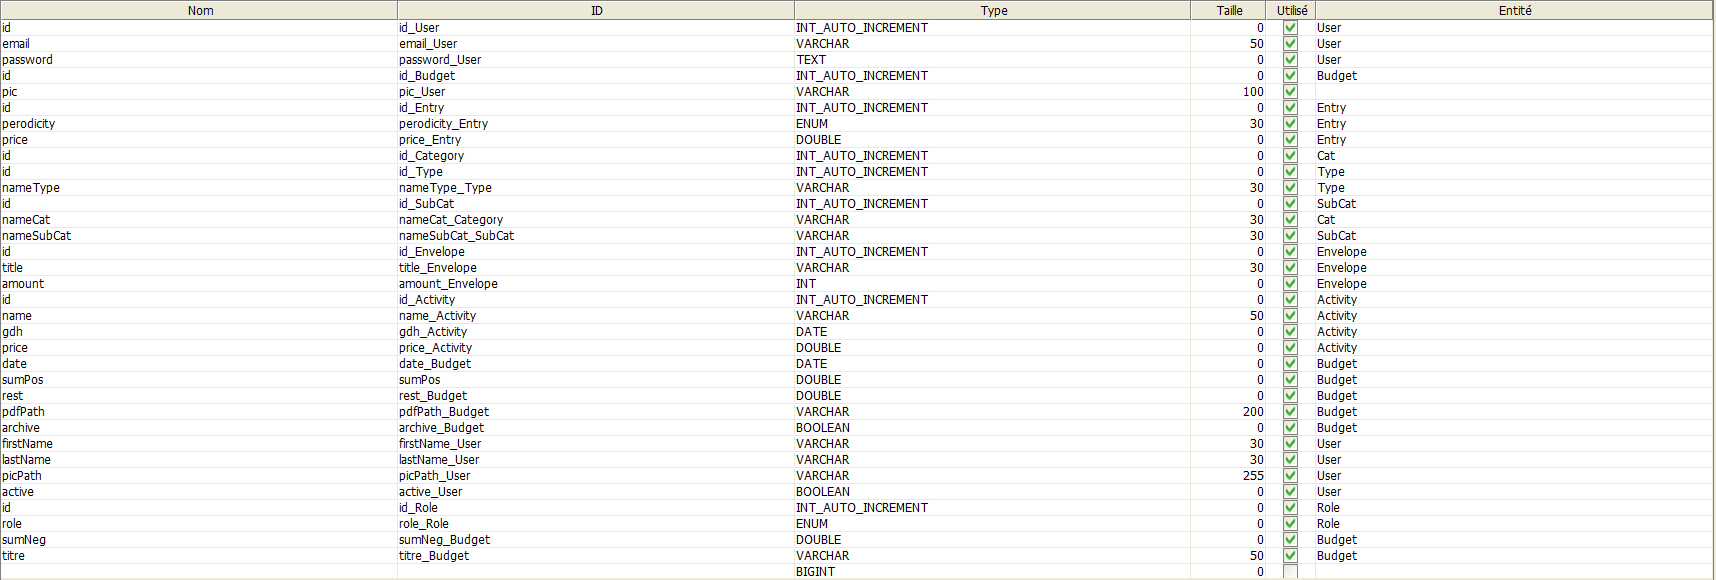 Nom ID Type Taille Utilisé Entité
id id_User INT_AUTO_INCREMENT 0 User
email email_User VARCHAR 50 User
password password_User TEXT 0 User
id id_Budget INT_AUTO_INCREMENT 0 Budget
pic pic_User VARCHAR 100
id id_Entry INT_AUTO_INCREMENT 0 Entry
perodicity perodicity_Entry ENUM 30 Entry
price price_Entry DOUBLE 0 Entry
id id_Category INT_AUTO_INCREMENT 0 Cat
id id_Type INT_AUTO_INCREMENT 0 Type
nameType nameType_Type VARCHAR 30 Type
id id_SubCat INT_AUTO_INCREMENT 0 SubCat
nameCat nameCat_Category VARCHAR 30 Cat
nameSubCat nameSubCat_SubCat VARCHAR 30 SubCat
id id_Envelope INT_AUTO_INCREMENT 0 Envelope
title title_Envelope VARCHAR 30 Envelope
amount amount_Envelope INT 0 Envelope
id id_Activity INT_AUTO_INCREMENT 0 Activity
name name_Activity VARCHAR 50 Activity
gdh gdh_Activity DATE 0 Activity
price price_Activity DOUBLE 0 Activity
date date_Budget DATE 0 Budget
sumPos sumPos DOUBLE 0 Budget
rest rest_Budget DOUBLE 0 Budget
pdfPath pdfPath_Budget VARCHAR 200 Budget
archive archive_Budget BOOLEAN 0 Budget
firstName firstName_User VARCHAR 30 User
lastName lastName_User VARCHAR 30 User
picPath picPath_User VARCHAR 255 User
active active_User BOOLEAN 0 User
id id_Role INT_AUTO_INCREMENT 0 Role
role role_Role ENUM 0 Role
sumNeg sumNeg_Budget DOUBLE 0 Budget
titre titre_Budget VARCHAR 50 Budget
BIGINT 0